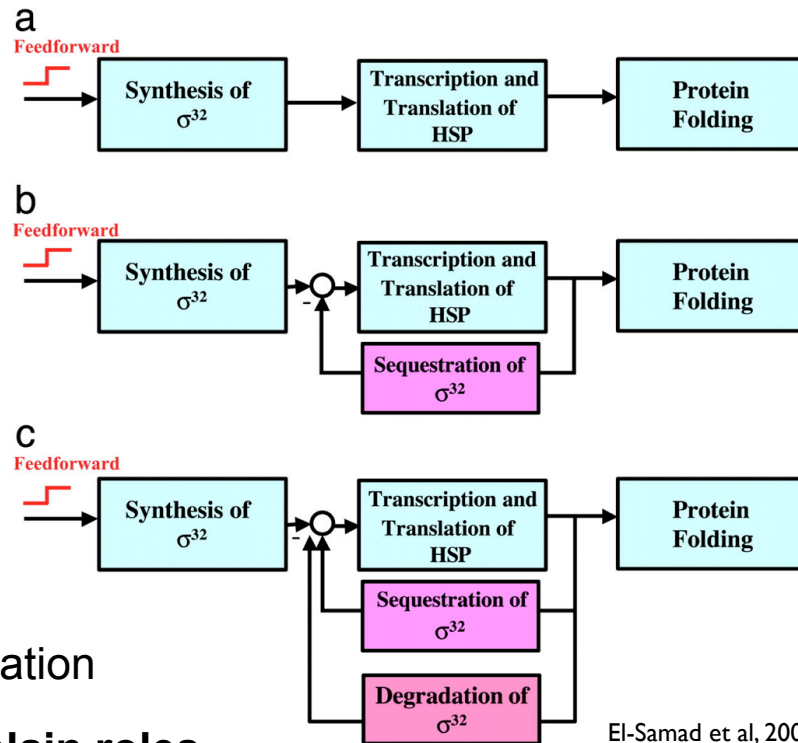 a
Feedforward
Synthesis of
σ³²
Transcription and
Translation of
HSP
Protein
Folding
b
Feedforward
Synthesis of
σ³²
-
Transcription and
Translation of
HSP
Protein
Folding
Sequestration of
σ³²
c
Feedforward
Synthesis of
σ³²
-
Transcription and
Translation of
HSP
Protein
Folding
Sequestration of
σ³²
Degradation of
σ³²
ation
roles
El-Samad et al, 200